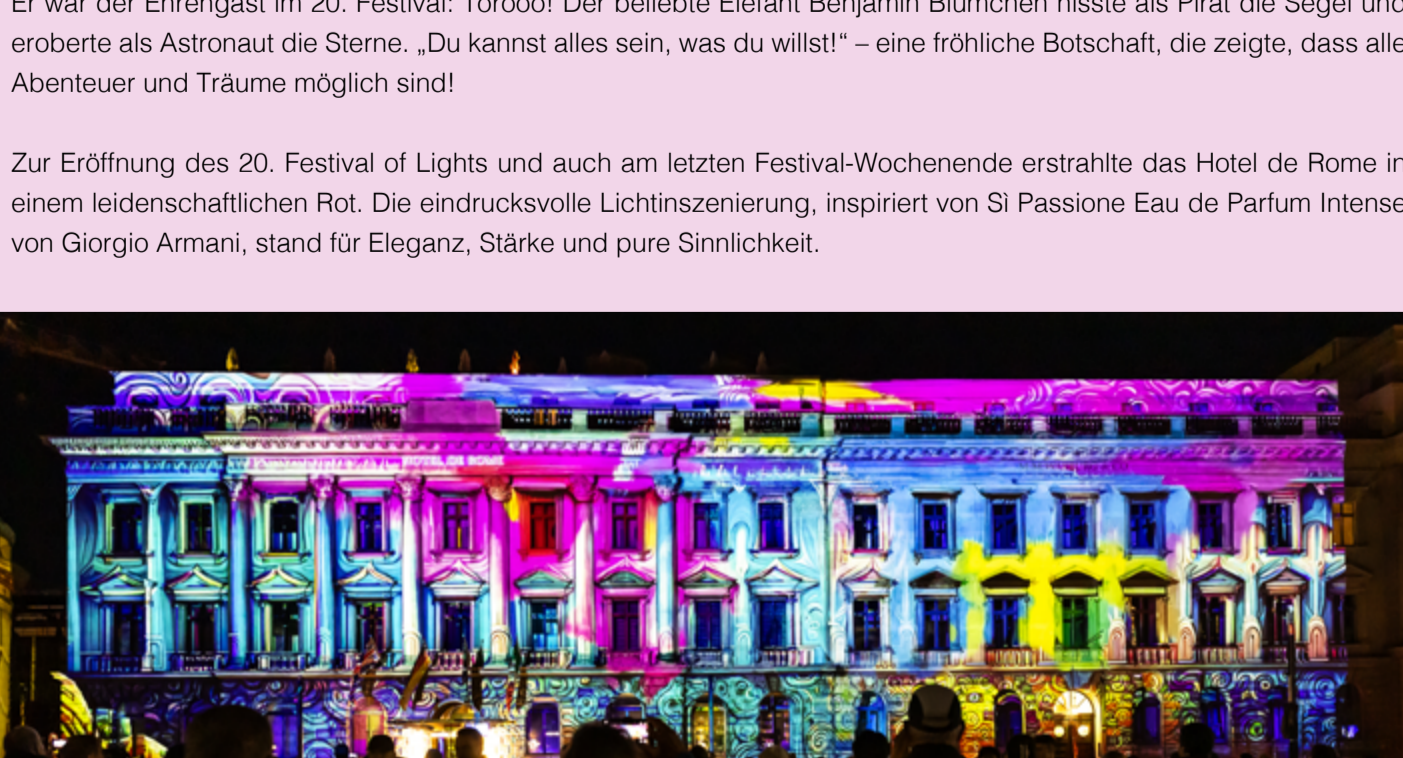 Er war der Ehrengast im 20. Festival: Törööö! Der beliebte Elefant Benjamin Blümchen hisste als Pirat die Segel und
eroberte als Astronaut die Sterne. „Du kannst alles sein, was du willst!“ – eine fröhliche Botschaft, die zeigte, dass alle
Abenteuer und Träume möglich sind!
Zur Eröffnung des 20. Festival of Lights und auch am letzten Festival-Wochenende erstrahlte das Hotel de Rome in
einem leidenschaftlichen Rot. Die eindrucksvolle Lichtinszenierung, inspiriert von Sì Passione Eau de Parfum Intense
von Giorgio Armani, stand für Eleganz, Stärke und pure Sinnlichkeit.
HOTEL DE ROME